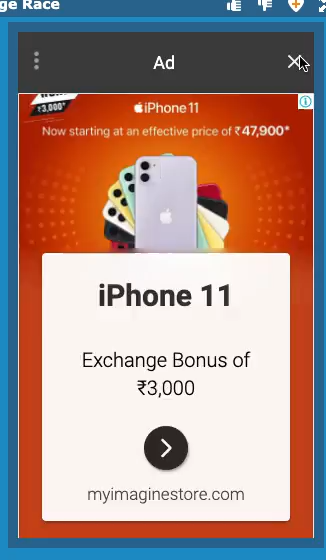 ge Race
Ad
₹3,000*
iPhone 11
Now starting at an effective price of ₹47,900*
iPhone 11
Exchange Bonus of
₹3,000
myimaginestore.com